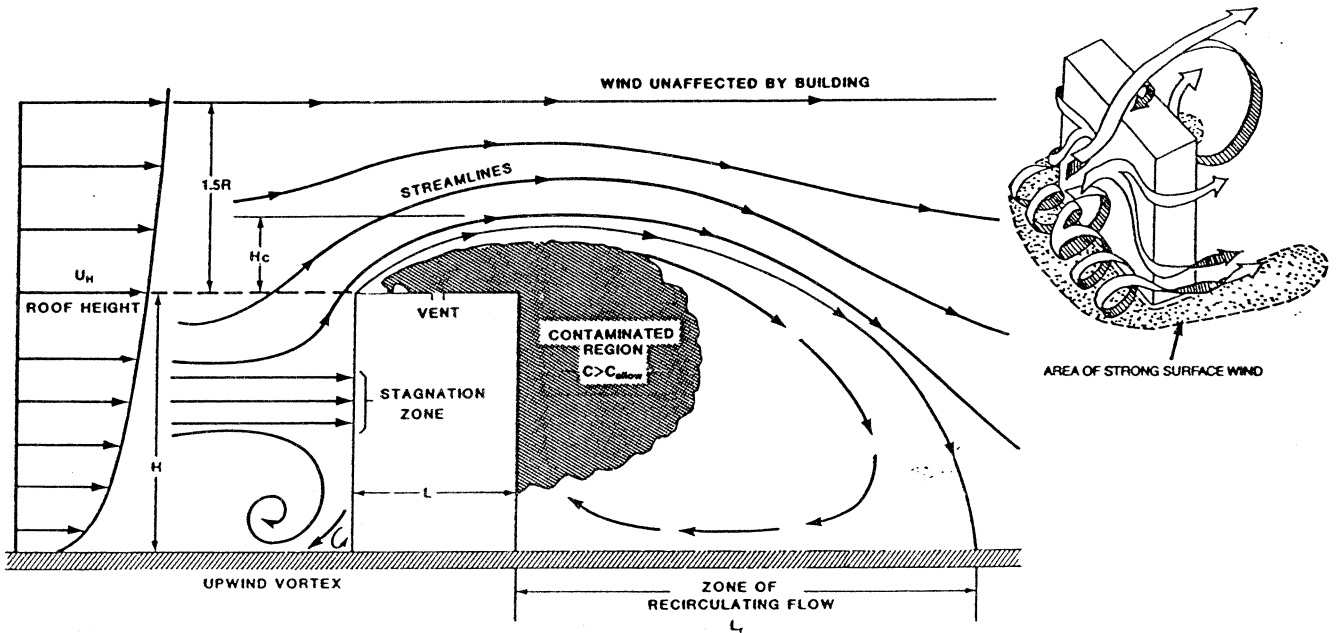 WIND UNAFFECTED BY BUILDING
1.5R
STREAMLINES
Hc
UH
ROOF HEIGHT
VENT
CONTAMINATED
REGION
C>Callow
STAGNATION
ZONE
H
L
UPWIND VORTEX
ZONE OF
RECIRCULATING FLOW
Lr
AREA OF STRONG SURFACE WIND